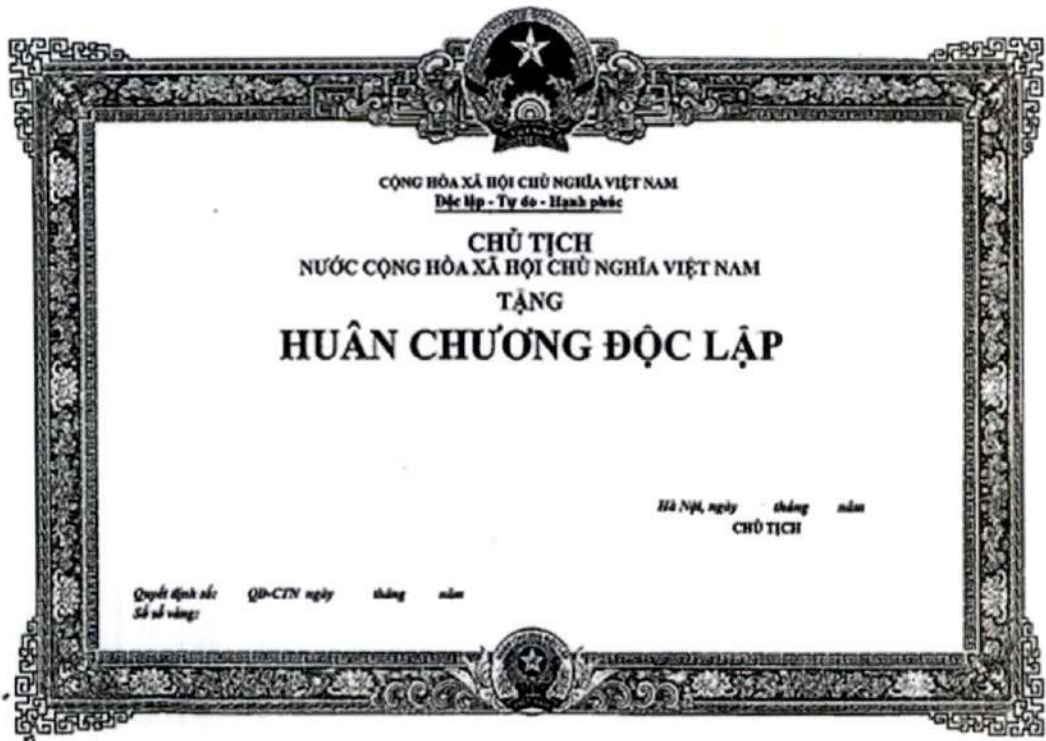 CỘNG HÒA XÃ HỘI CHỦ NGHĨA VIỆT NAM
Độc lập - Tự do - Hạnh phúc
CHỦ TỊCH
NƯỚC CỘNG HÒA XÃ HỘI CHỦ NGHĨA VIỆT NAM
TẶNG
HUÂN CHƯƠNG ĐỘC LẬP
Hà Nội, ngày tháng năm
CHỦ TỊCH
Quyết định số: QĐ-CTN ngày tháng năm
Số sổ vàng: